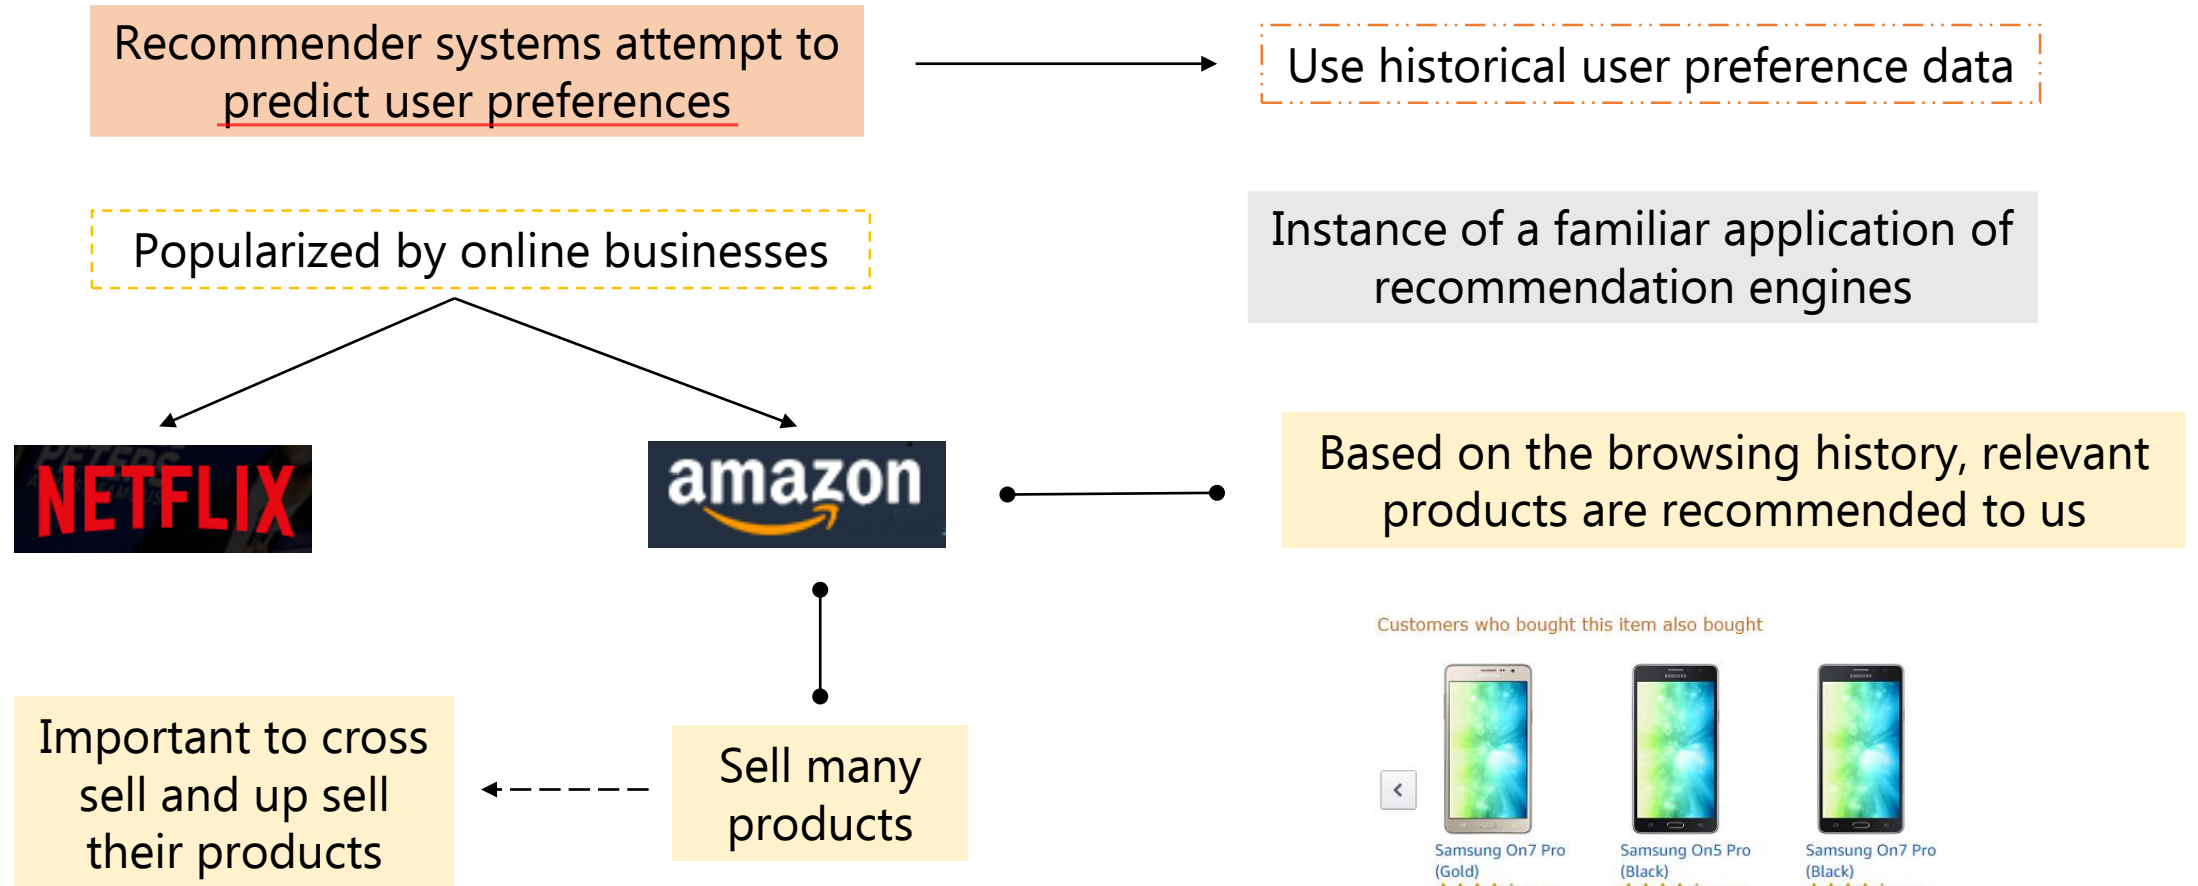 Recommender systems attempt to
predict user preferences
Use historical user preference data
Popularized by online businesses
Instance of a familiar application of
recommendation engines
NETFLIX
amazon
Based on the browsing history, relevant
products are recommended to us
Important to cross
sell and up sell
their products
Sell many
products
Customers who bought this item also bought
Samsung On7 Pro
(Gold)
Samsung On5 Pro
(Black)
Samsung On7 Pro
(Black)